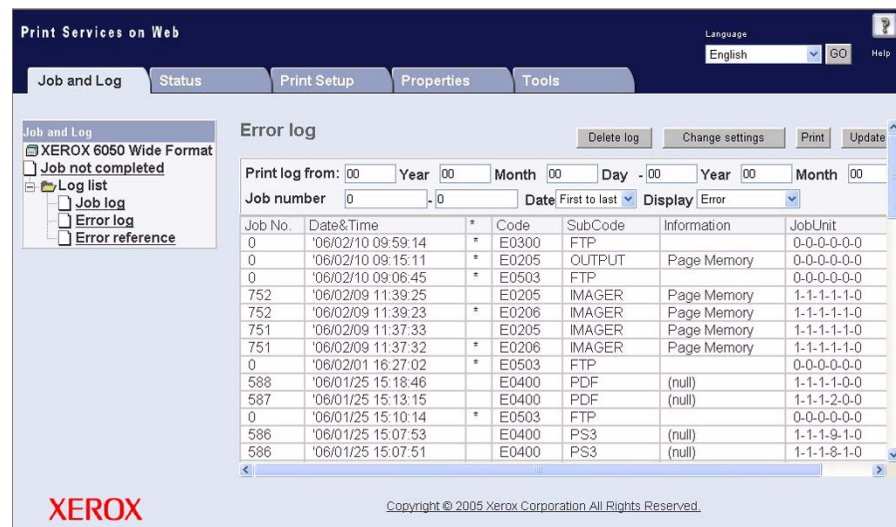 Print Services on Web
Language
English GO Help
Job and Log Status Print Setup Properties Tools
Job and Log
XEROX 6050 Wide Format
Job not completed
Log list
Job log
Error log
Error reference
Error log
Delete log Change settings Print Update
Print log from: 00 Year 00 Month 00 Day - 00 Year 00 Month 00
Job number 0 - 0 Date First to last Display Error
Job No. Date&Time * Code SubCode Information JobUnit
0 '06/02/10 09:59:14 * E0300 FTP 0-0-0-0-0-0
0 '06/02/10 09:15:11 * E0205 OUTPUT Page Memory 0-0-0-0-0-0
0 '06/02/10 09:06:45 * E0503 FTP 0-0-0-0-0-0
752 '06/02/09 11:39:25 E0205 IMAGER Page Memory 1-1-1-1-1-0
752 '06/02/09 11:39:23 * E0206 IMAGER Page Memory 1-1-1-1-1-0
751 '06/02/09 11:37:33 E0205 IMAGER Page Memory 1-1-1-1-1-0
751 '06/02/09 11:37:32 * E0206 IMAGER Page Memory 1-1-1-1-1-0
0 '06/02/01 16:27:02 * E0503 FTP 0-0-0-0-0-0
588 '06/01/25 15:18:46 E0400 PDF (null) 1-1-1-1-0-0
587 '06/01/25 15:13:15 E0400 PDF (null) 1-1-1-2-0-0
0 '06/01/25 15:10:14 * E0503 FTP 0-0-0-0-0-0
586 '06/01/25 15:07:53 E0400 PS3 (null) 1-1-1-9-1-0
586 '06/01/25 15:07:51 E0400 PS3 (null) 1-1-1-8-1-0
XEROX
Copyright © 2005 Xerox Corporation All Rights Reserved.